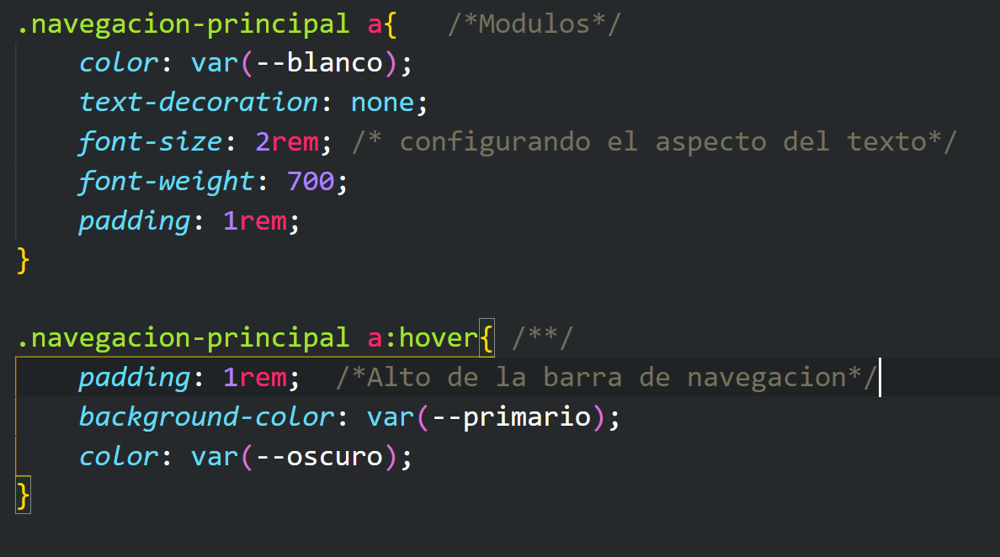 .navegacion-principal a{   /*Modulos*/
    color: var(--blanco);
    text-decoration: none;
    font-size: 2rem; /* configurando el aspecto del texto*/
    font-weight: 700;
    padding: 1rem;
}
.navegacion-principal a:hover{ /**/
    padding: 1rem;  /*Alto de la barra de navegacion*/
    background-color: var(--primario);
    color: var(--oscuro);
}